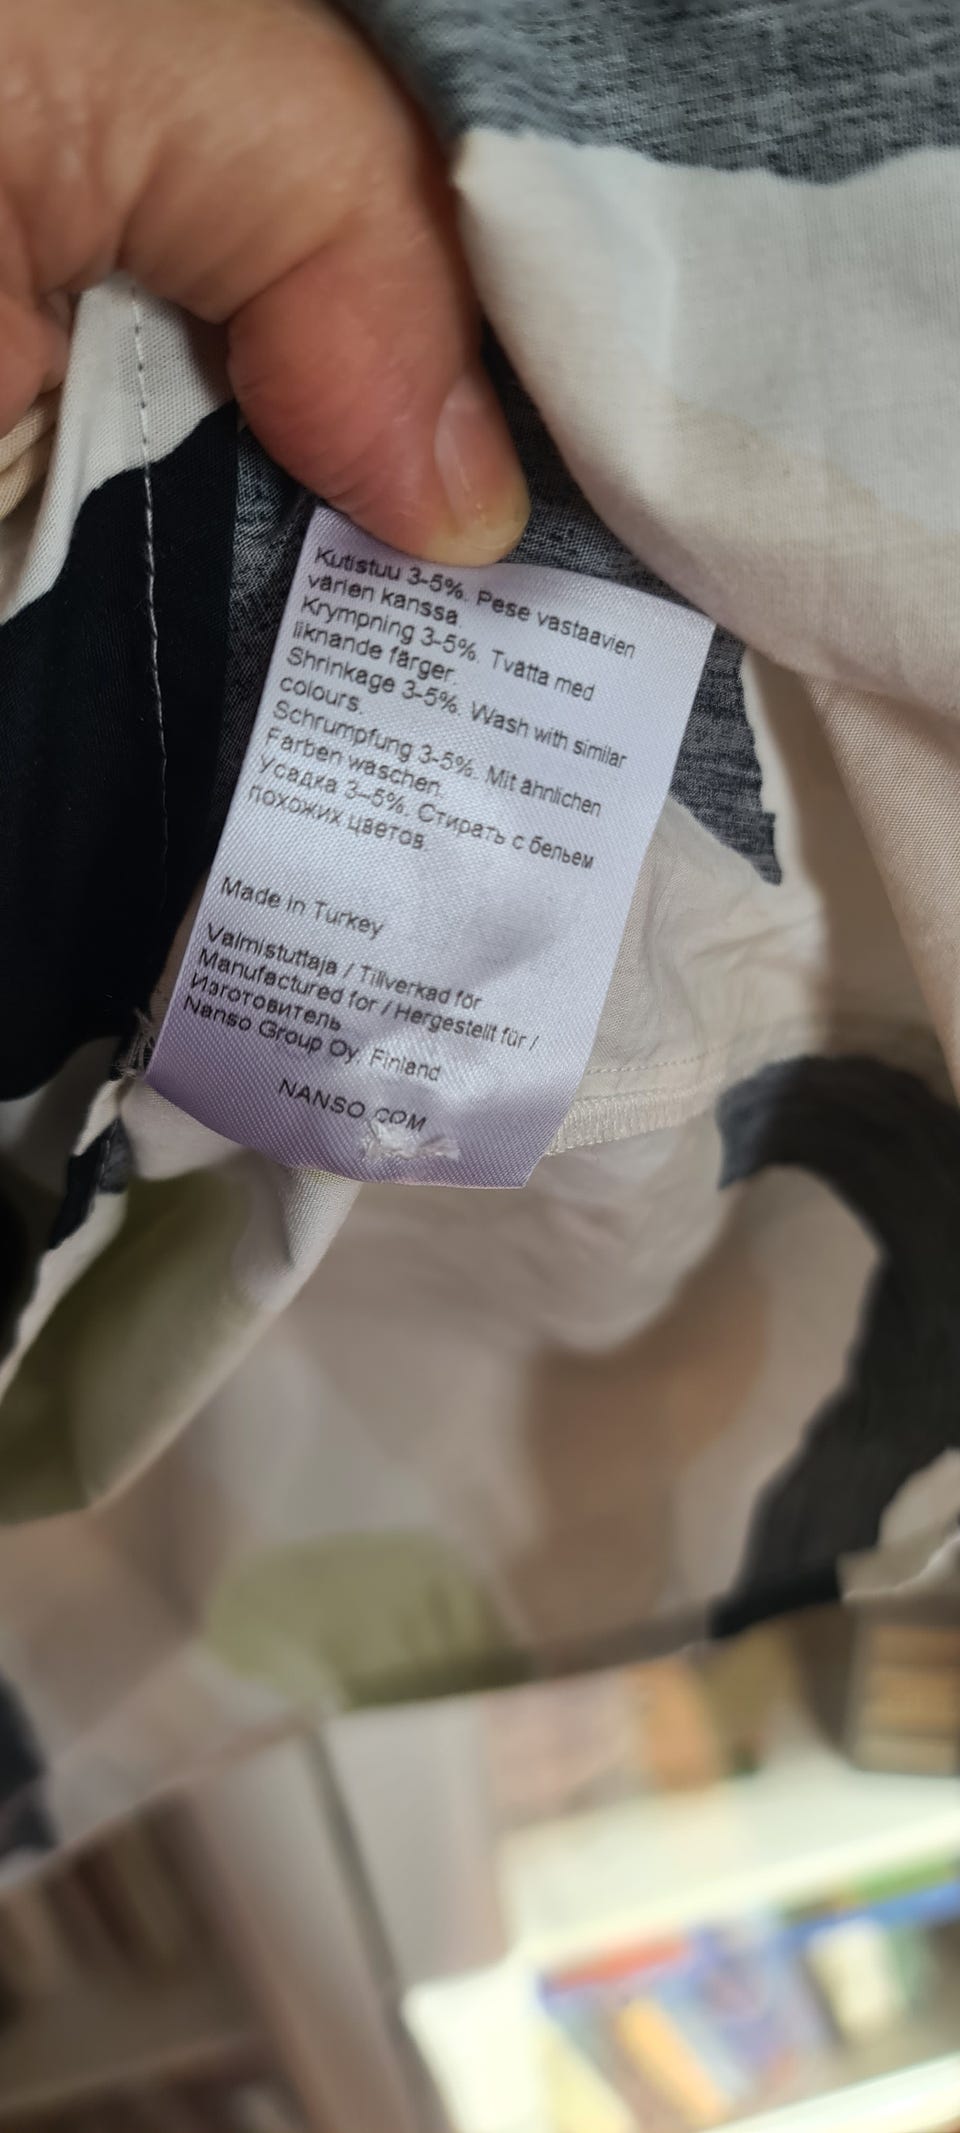 Kutistuu 3-5%. Pese vastaavien
värien kanssa.
Krympning 3-5%. Tvätta med
liknande färger.
Shrinkage 3-5%. Wash with similar
colours.
Schrumpfung 3-5%. Mit ähnlichen
Farben waschen.
Усадка 3-5%. Стирать с бельем
похожих цветов.
Made in Turkey
Valmistuttaja / Tillverkad för
Manufactured for / Hergestellt für /
Изготовитель
Nanso Group Oy, Finland
NANSO.COM